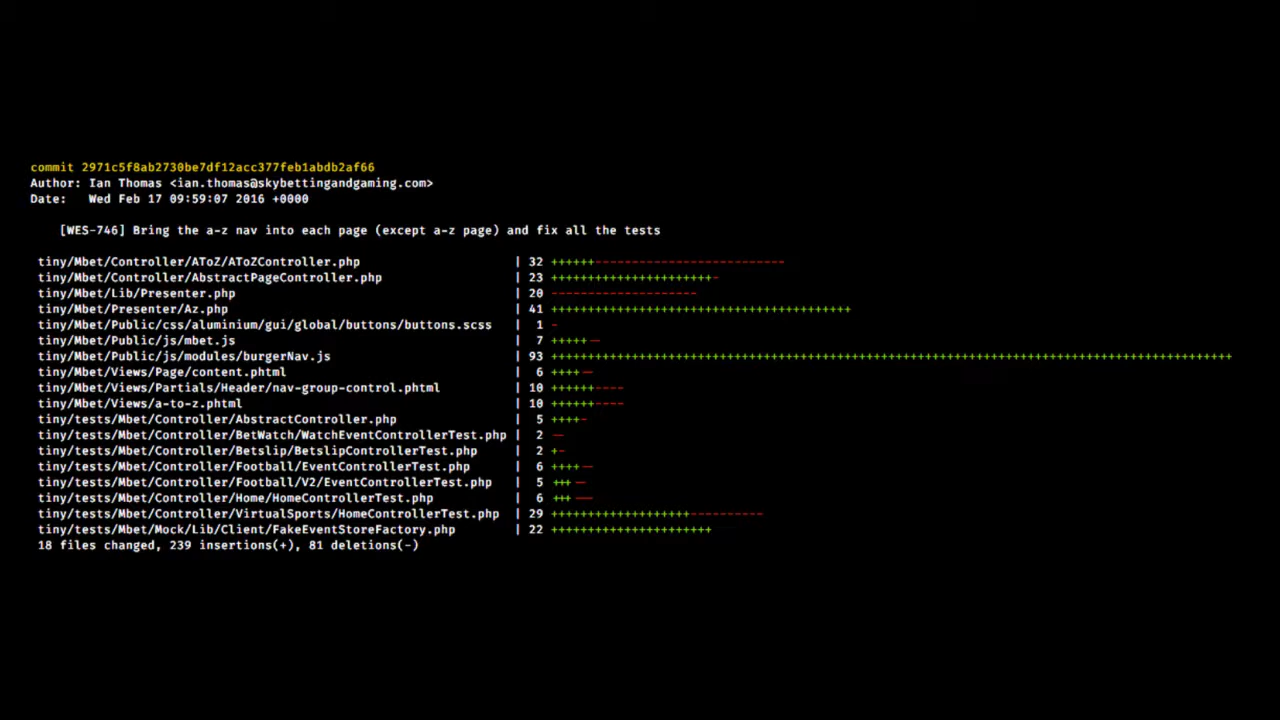 commit 2971c5f8ab2730be7df12acc377feb1abdb2af66
Author: Ian Thomas <ian.thomas@skybettingandgaming.com>
Date:   Wed Feb 17 09:59:07 2016 +0000
[WES-746] Bring the a-z nav into each page (except a-z page) and fix all the tests
tiny/Mbet/Controller/AToZ/AToZController.php | 32 ++++++--------------------------
tiny/Mbet/Controller/AbstractPageController.php | 23 ++++++++++++++++++++++-
tiny/Mbet/Lib/Presenter.php | 20 --------------------
tiny/Mbet/Presenter/Az.php | 41 +++++++++++++++++++++++++++++++++++++++++
tiny/Mbet/Public/css/aluminium/gui/global/buttons/buttons.scss | 1 -
tiny/Mbet/Public/js/mbet.js | 7 +++++--
tiny/Mbet/Public/js/modules/burgerNav.js | 93 +++++++++++++++++++++++++++++++++++++++++++++++++++++++++++++++++++++++++++++++++++++++++++++
tiny/Mbet/Views/Page/content.phtml | 6 ++++--
tiny/Mbet/Views/Partials/Header/nav-group-control.phtml | 10 ++++++----
tiny/Mbet/Views/a-to-z.phtml | 10 ++++++----
tiny/tests/Mbet/Controller/AbstractController.php | 5 ++++-
tiny/tests/Mbet/Controller/BetWatch/WatchEventControllerTest.php | 2 --
tiny/tests/Mbet/Controller/Betslip/BetslipControllerTest.php | 2 +-
tiny/tests/Mbet/Controller/Football/EventControllerTest.php | 6 ++++--
tiny/tests/Mbet/Controller/Football/V2/EventControllerTest.php | 5 +++--
tiny/tests/Mbet/Controller/Home/HomeControllerTest.php | 6 +++---
tiny/tests/Mbet/Controller/VirtualSports/HomeControllerTest.php | 29 +++++++++++++++++++----------
tiny/tests/Mbet/Mock/Lib/Client/FakeEventStoreFactory.php | 22 ++++++++++++++++++++++
18 files changed, 239 insertions(+), 81 deletions(-)